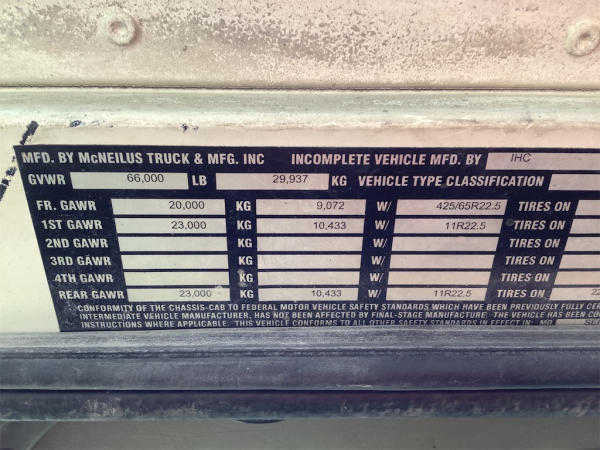 MFD. BY McNEILUS TRUCK & MFG. INC INCOMPLETE VEHICLE MFD. BY IHC
GVWR 66,000 LB 29,937 KG VEHICLE TYPE CLASSIFICATION
FR. GAWR 20,000 KG 9,072 W/ 425/65R22.5 TIRES ON
1ST GAWR 23,000 KG 10,433 W/ 11R22.5 TIRES ON
2ND GAWR KG W/ TIRES ON
3RD GAWR KG W/ TIRES ON
4TH GAWR KG W/ TIRES ON
REAR GAWR 23,000 KG 10,433 W/ 11R22.5 TIRES ON 22
CONFORMITY OF THE CHASSIS-CAB TO FEDERAL MOTOR VEHICLE SAFETY STANDARDS WHICH HAVE BEEN PREVIOUSLY FULLY CER
INTERMEDIATE VEHICLE MANUFACTURER, HAS NOT BEEN AFFECTED BY FINAL-STAGE MANUFACTURE. THE VEHICLE HAS BEEN CO
INSTRUCTIONS WHERE APPLICABLE. THIS VEHICLE CONFORMS TO ALL OTHER SAFETY STANDARDS IN EFFECT IN- MO